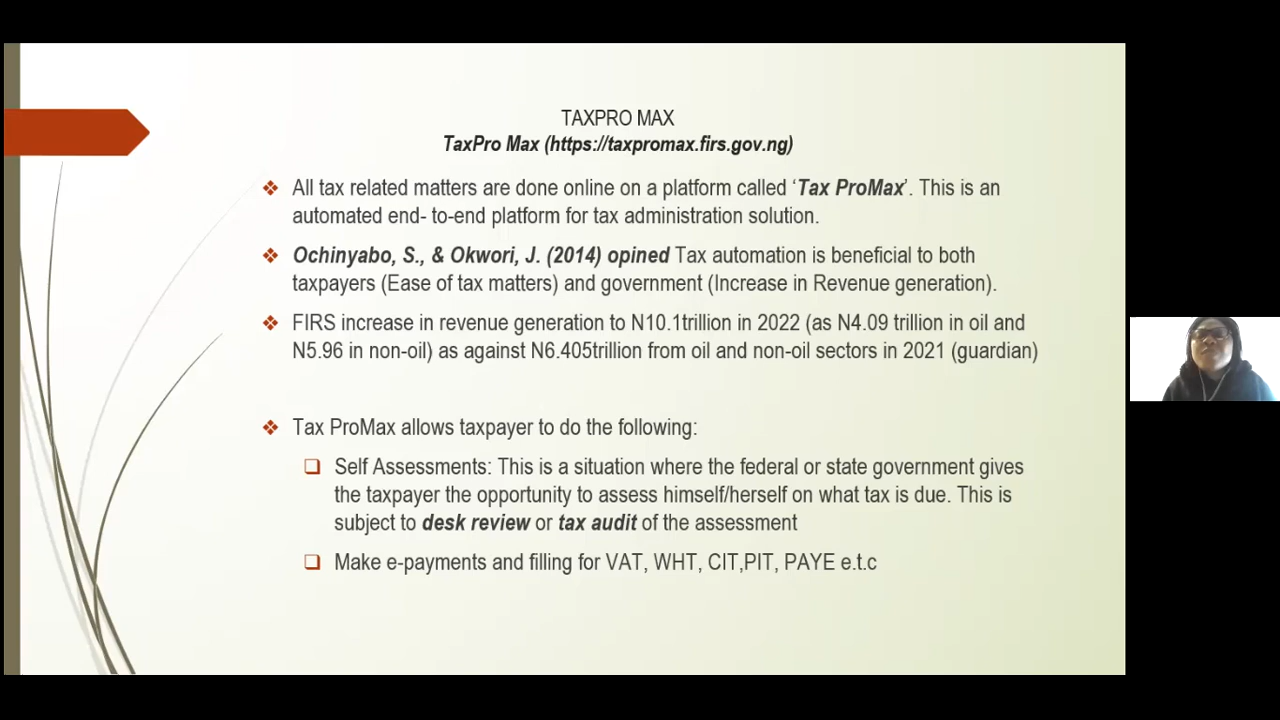 TAXPRO MAX
TaxPro Max (https://taxpromax.firs.gov.ng)
All tax related matters are done online on a platform called ‘Tax ProMax’. This is an
automated end- to-end platform for tax administration solution.
Ochinyabo, S., & Okwori, J. (2014) opined Tax automation is beneficial to both
taxpayers (Ease of tax matters) and government (Increase in Revenue generation).
FIRS increase in revenue generation to N10.1trillion in 2022 (as N4.09 trillion in oil and
N5.96 in non-oil) as against N6.405trillion from oil and non-oil sectors in 2021 (guardian)
Tax ProMax allows taxpayer to do the following:
Self Assessments: This is a situation where the federal or state government gives
the taxpayer the opportunity to assess himself/herself on what tax is due. This is
subject to desk review or tax audit of the assessment
Make e-payments and filling for VAT, WHT, CIT,PIT, PAYE e.t.c